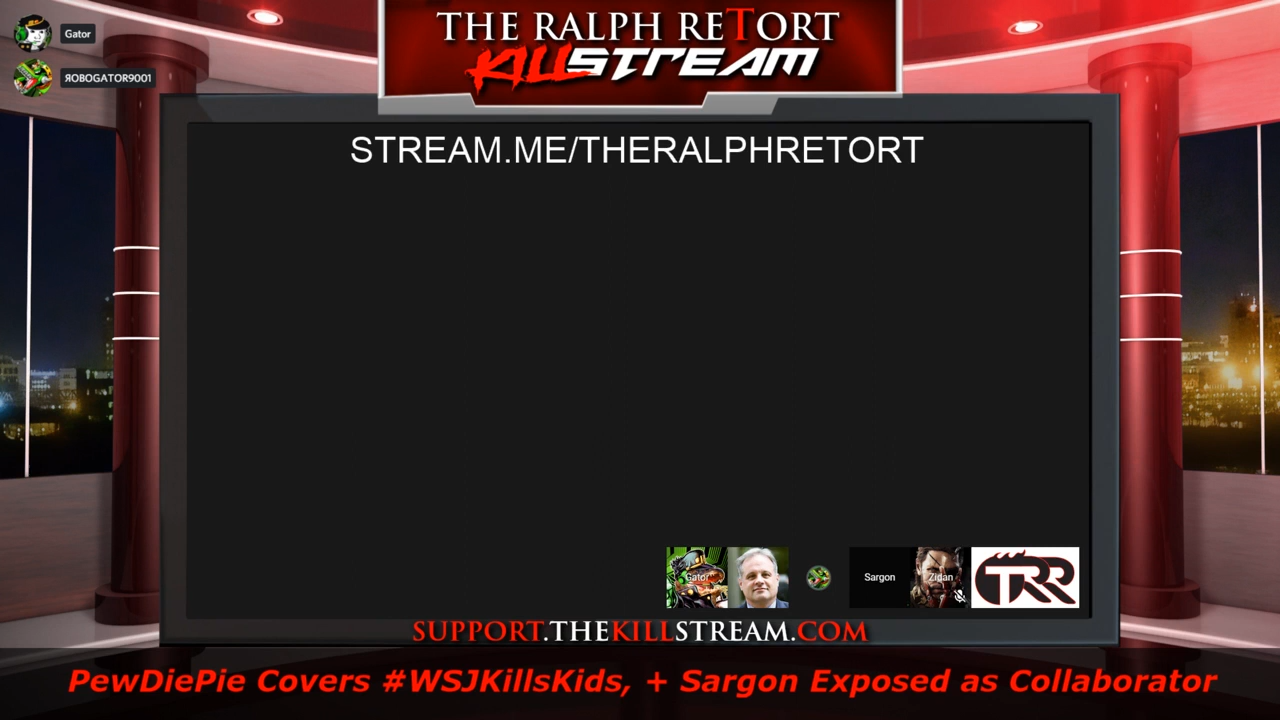 Gator
ЯOBOGATOR9001
THE RALPH RETORT
KILLSTREAM
STREAM.ME/THERALPHRETORT
Gator
Sargon
Zidan
TRR
SUPPORT.THEKILLSTREAM.COM
PewDiePie Covers #WSJKillsKids, + Sargon Exposed as Collaborator